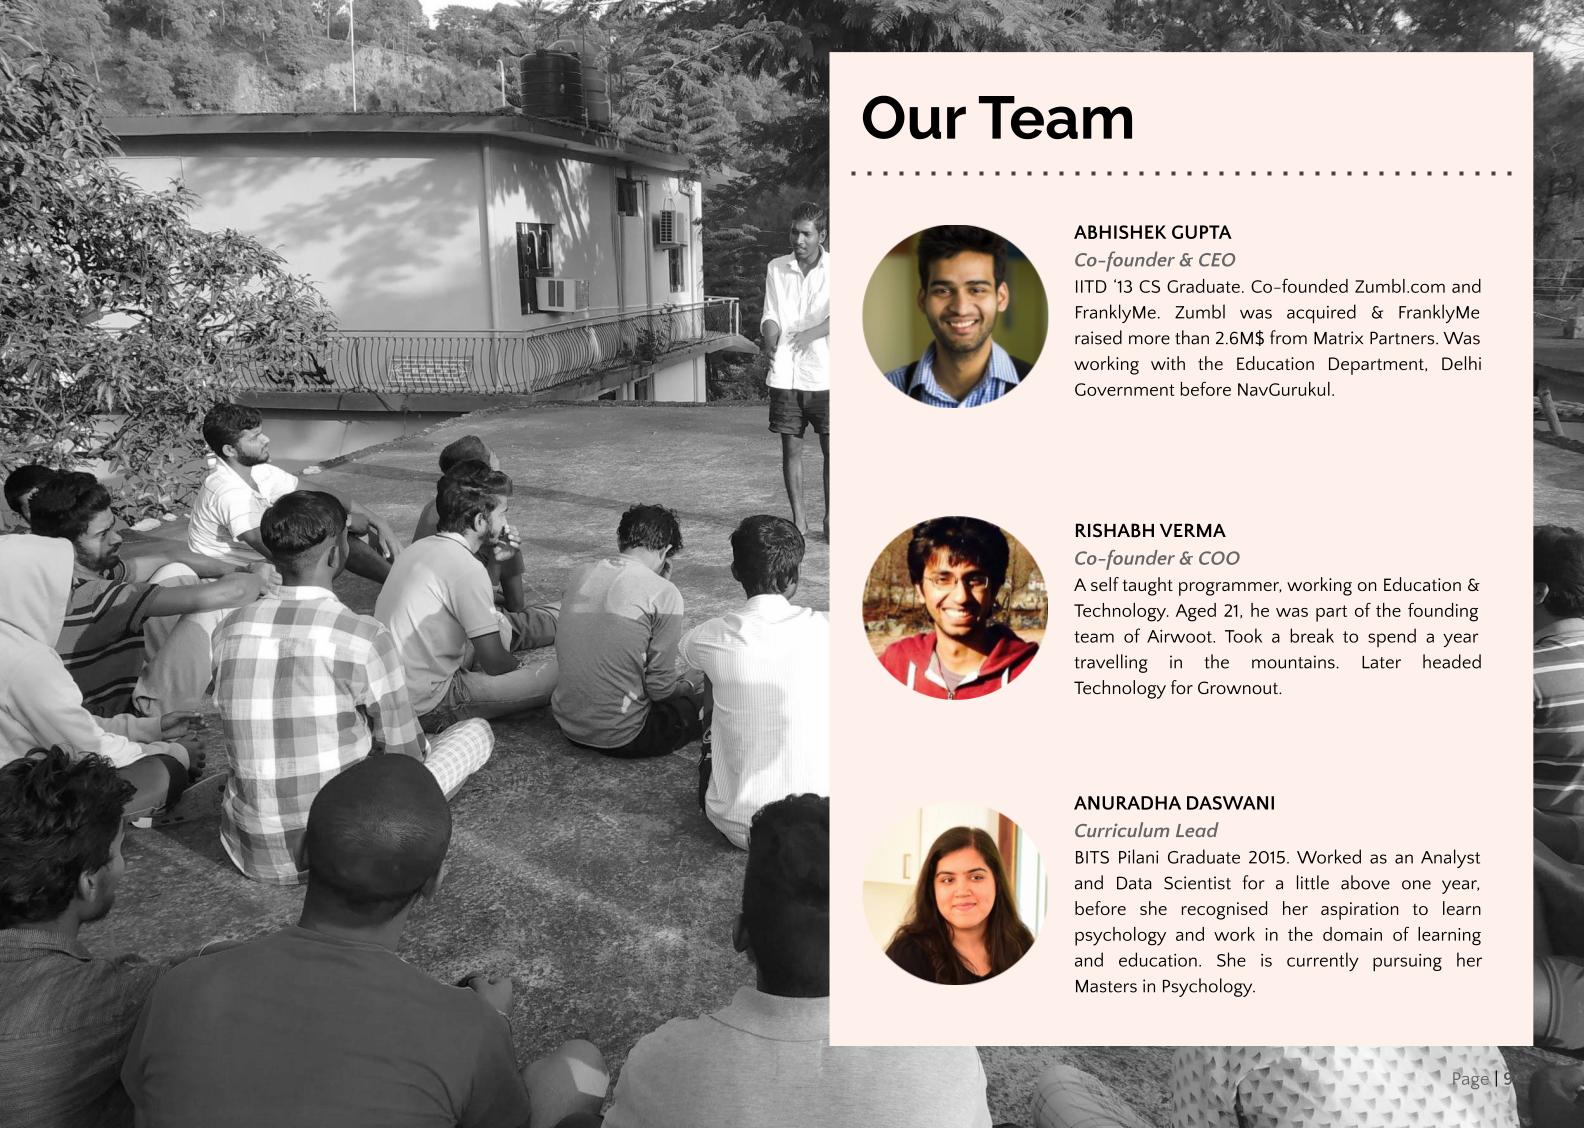 Our Team
ABHISHEK GUPTA
Co-founder & CEO
IITD ‘13 CS Graduate. Co-founded Zumbl.com and
FranklyMe. Zumbl was acquired & FranklyMe
raised more than 2.6M$ from Matrix Partners. Was
working with the Education Department, Delhi
Government before NavGurukul.
RISHABH VERMA
Co-founder & COO
A self taught programmer, working on Education &
Technology. Aged 21, he was part of the founding
team of Airwoot. Took a break to spend a year
travelling in the mountains. Later headed
Technology for Grownout.
ANURADHA DASWANI
Curriculum Lead
BITS Pilani Graduate 2015. Worked as an Analyst
and Data Scientist for a little above one year,
before she recognised her aspiration to learn
psychology and work in the domain of learning
and education. She is currently pursuing her
Masters in Psychology.
Page | 9